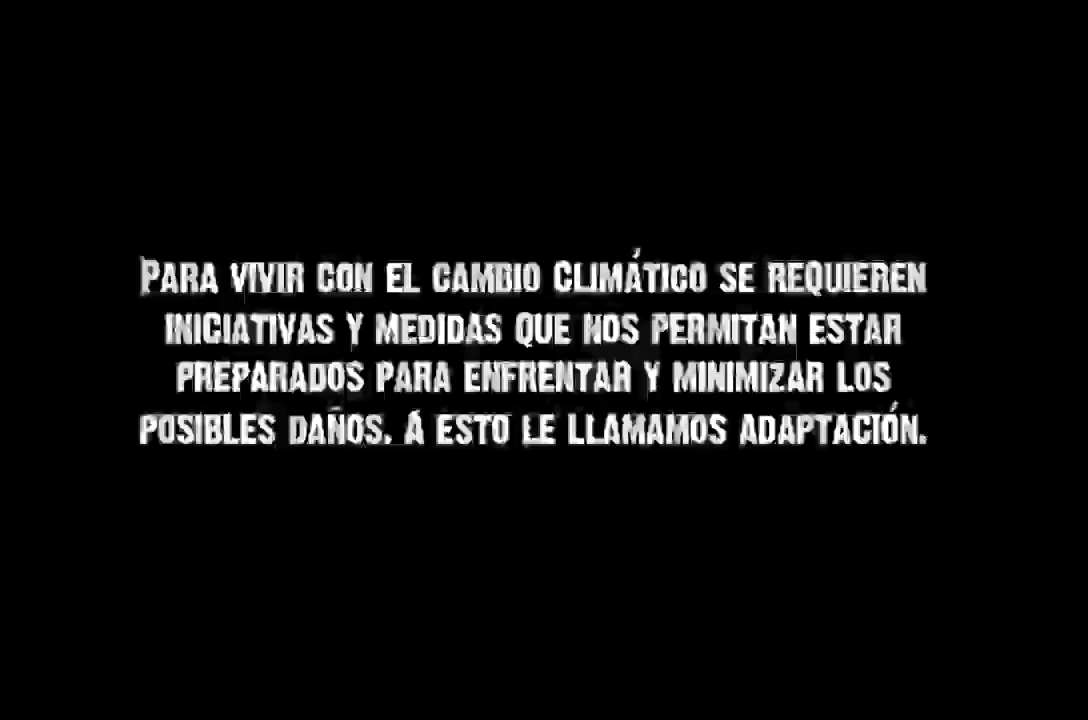 PARA VIVIR CON EL CAMBIO CLIMÁTICO SE REQUIEREN
INICIATIVAS Y MEDIDAS QUE NOS PERMITAN ESTAR
PREPARADOS PARA ENFRENTAR Y MINIMIZAR LOS
POSIBLES DAÑOS. A ESTO LE LLAMAMOS ADAPTACIÓN.